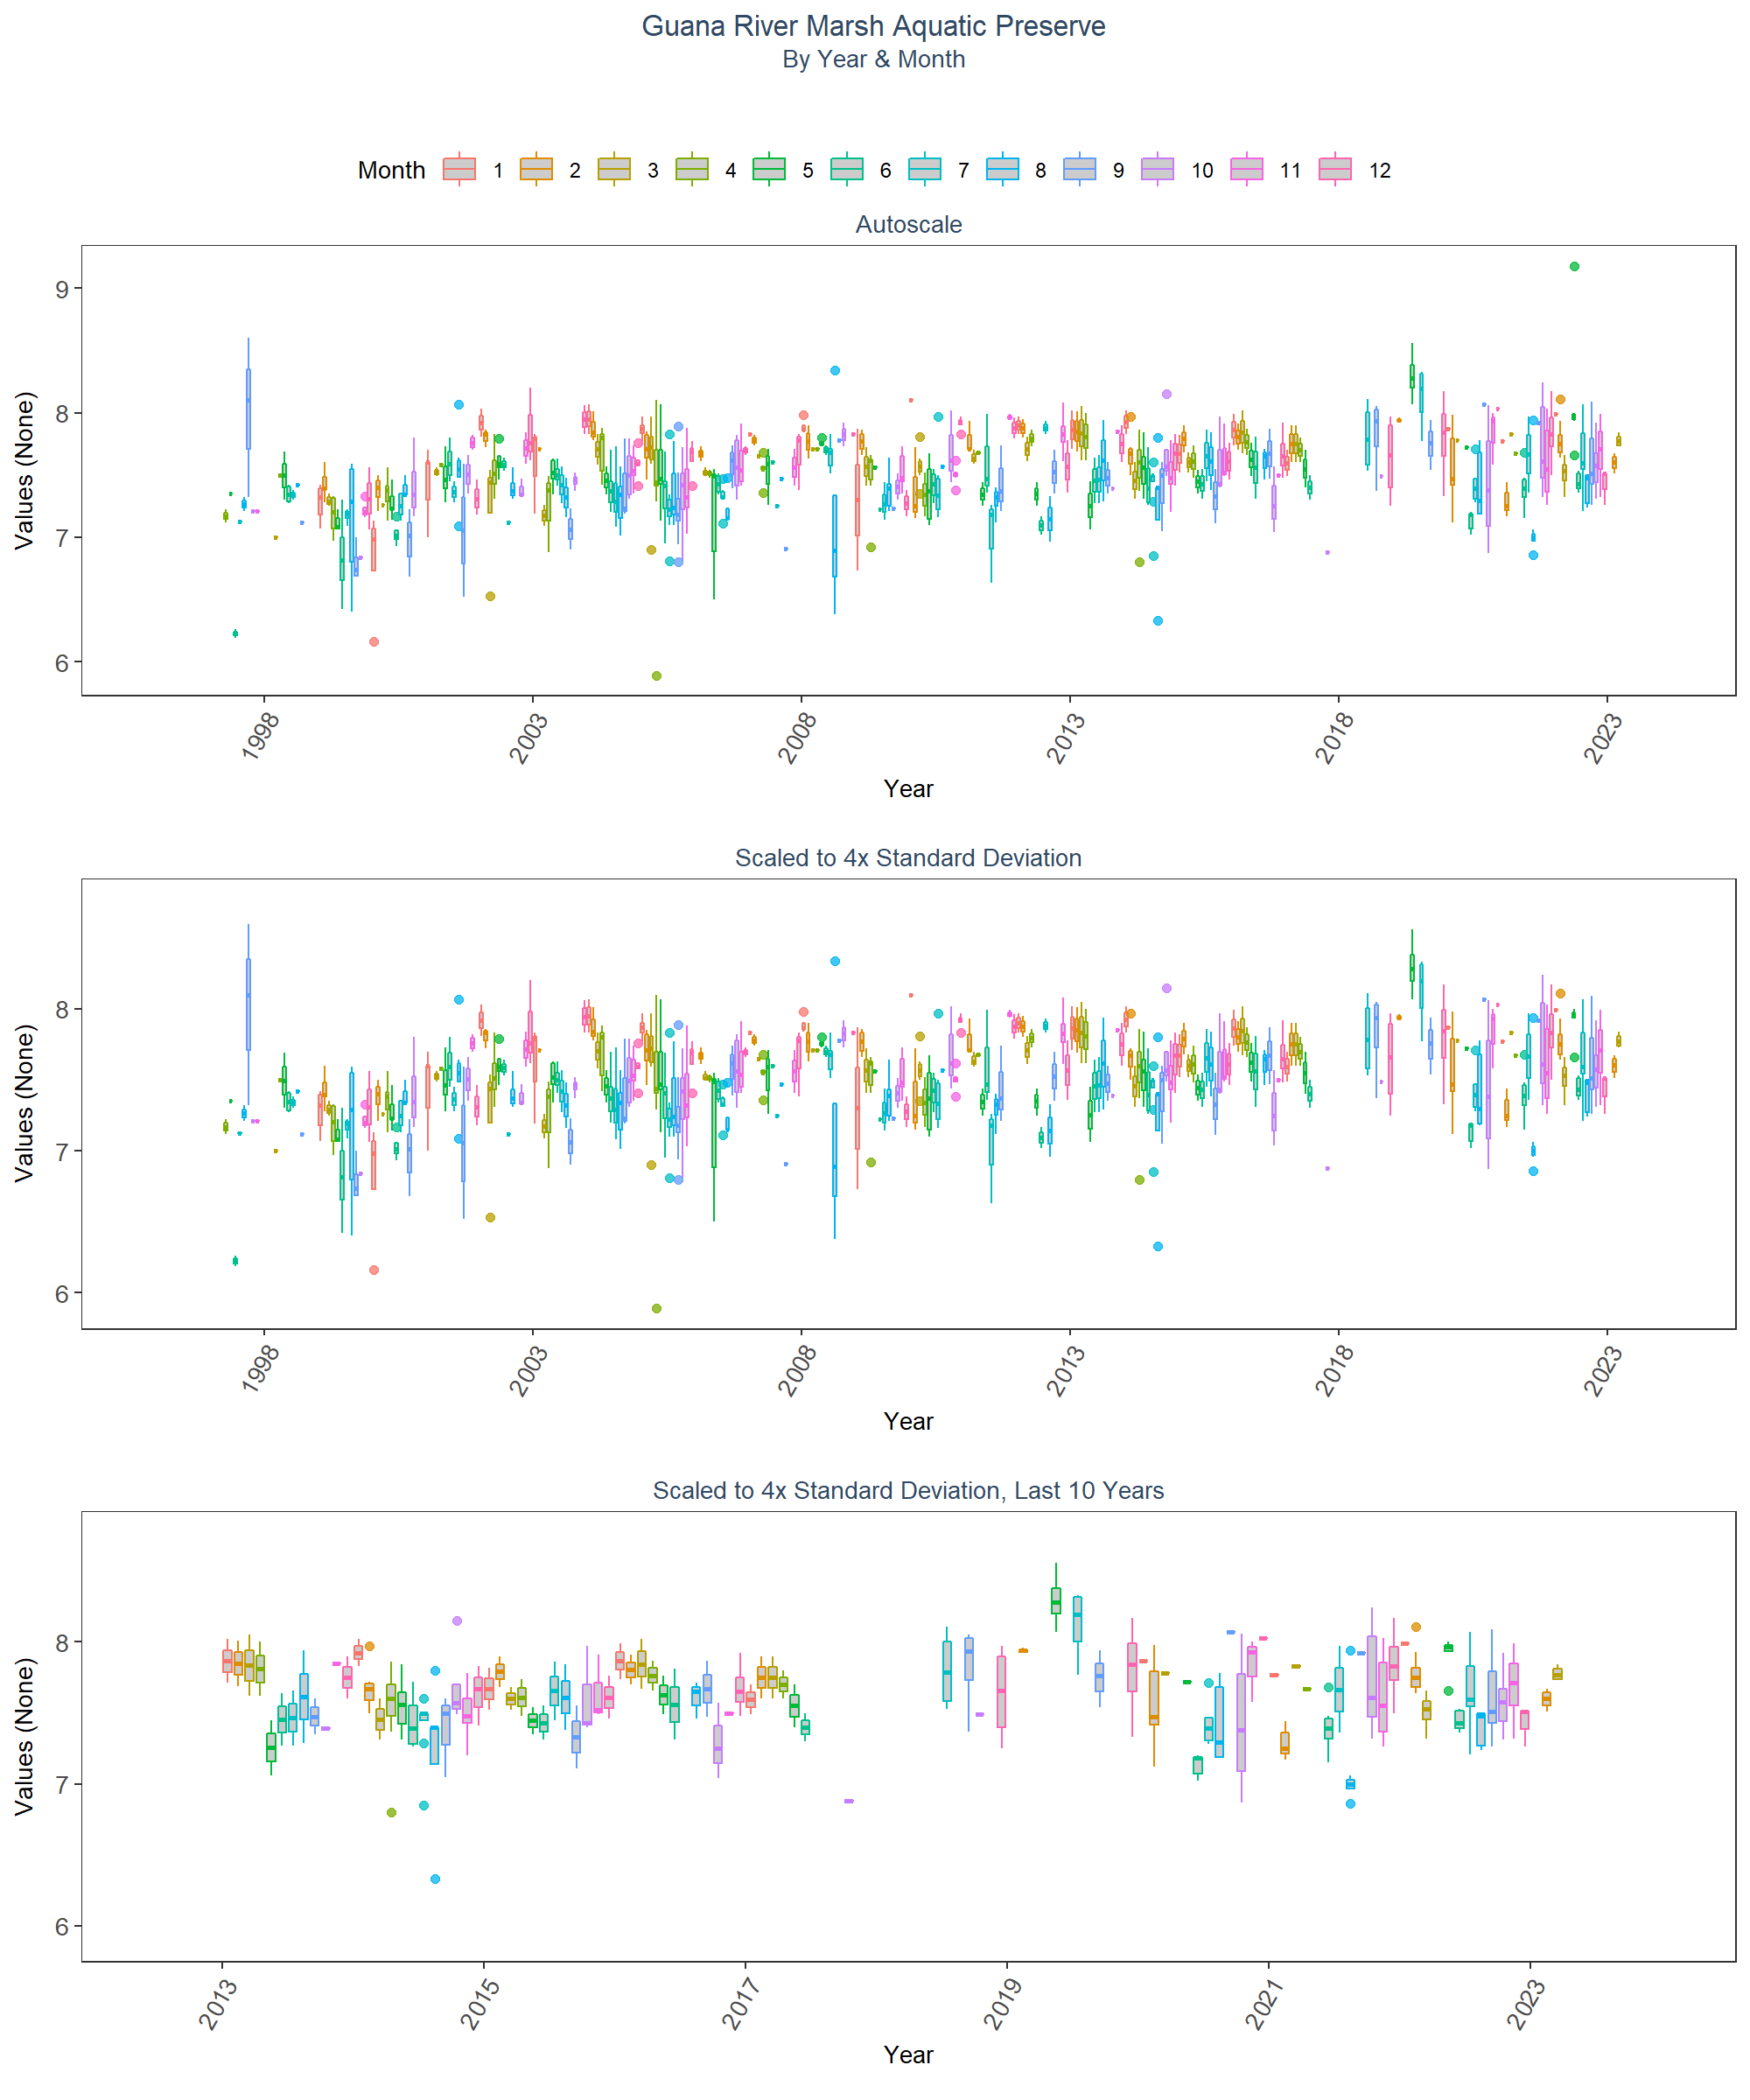 Guana River Marsh Aquatic Preserve
By Year & Month
Month 1 2 3 4 5 6 7 8 9 10 11 12
Autoscale
Values (None)
9
8
7
6
1998 2003 2008 2013 2018 2023
Year
Scaled to 4x Standard Deviation
Values (None)
8
7
6
1998 2003 2008 2013 2018 2023
Year
Scaled to 4x Standard Deviation, Last 10 Years
Values (None)
8
7
6
2013 2015 2017 2019 2021 2023
Year